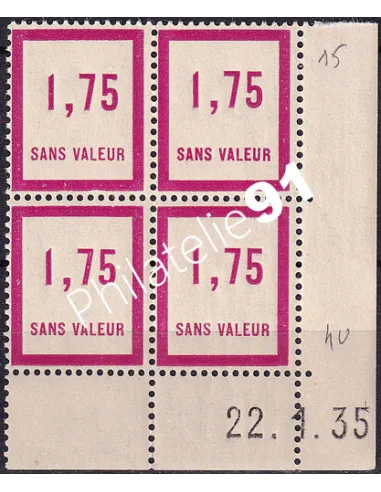 15
1,75 1,75
SANS VALEUR SANS VALEUR
Philatelie91
1,75 1,75
SANS VALEUR SANS VALEUR
40
22.1.35